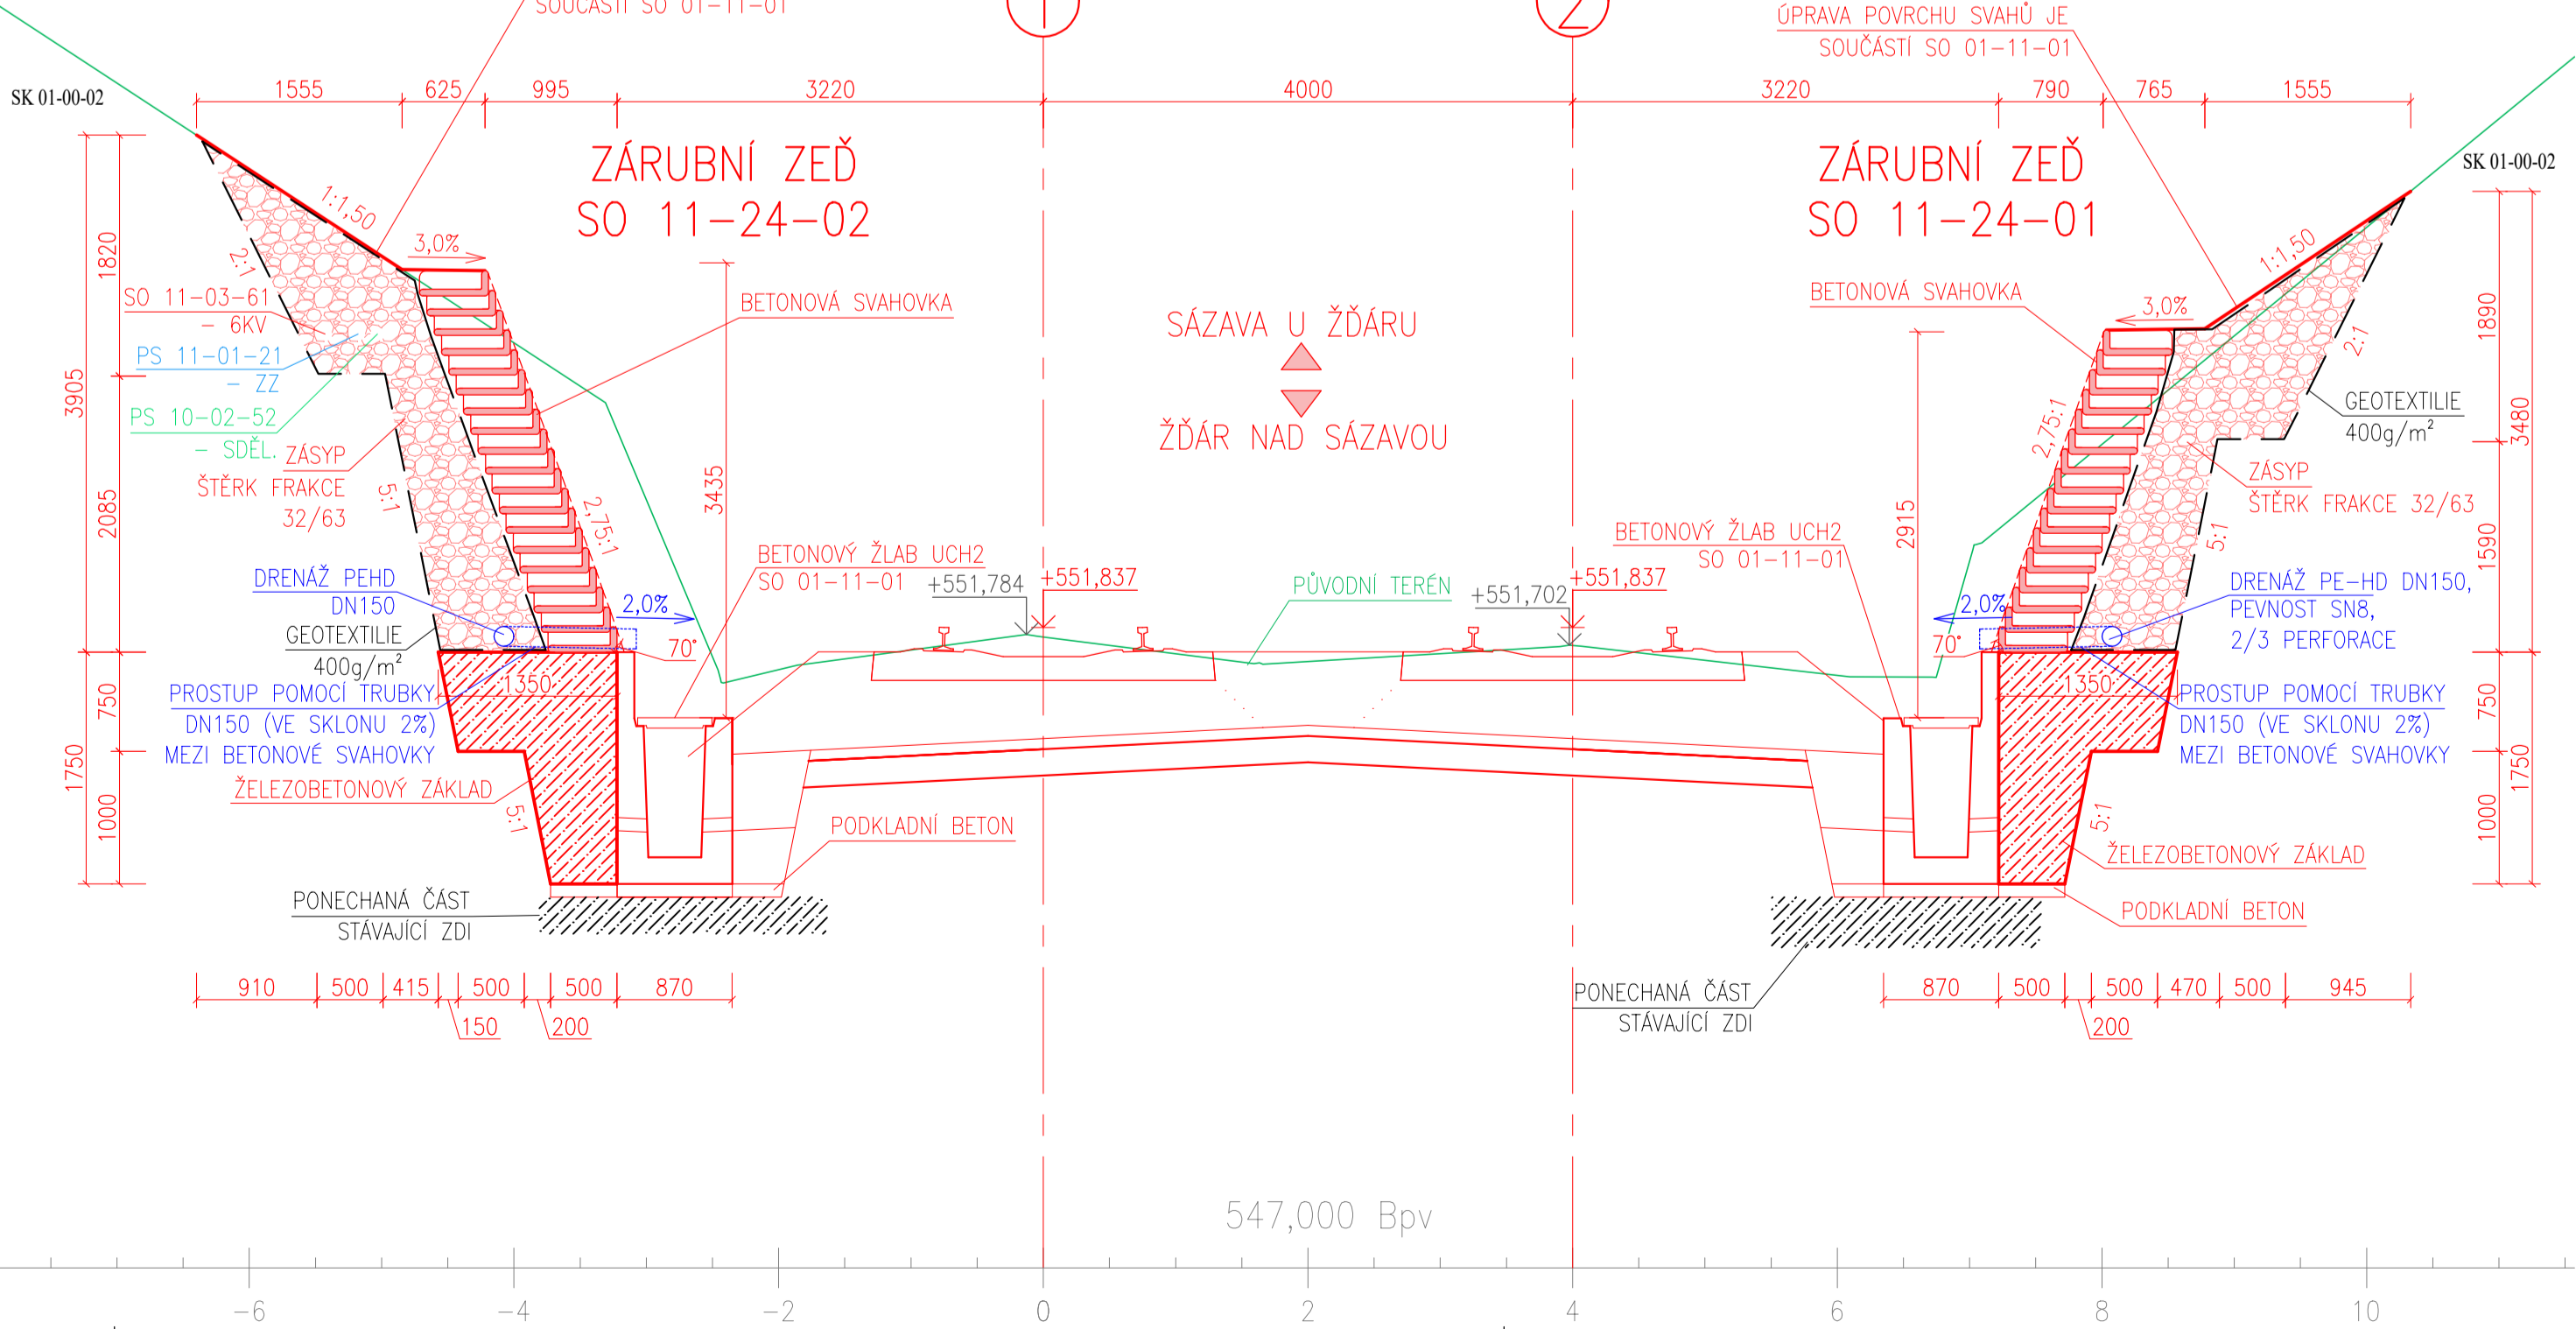 SOUČÁSTÍ SO 01-11-01
1
2
ÚPRAVA POVRCHU SVAHŮ JE
SOUČÁSTÍ SO 01-11-01
SK 01-00-02
1555 625 995 3220 4000 3220 790 765 1555
SK 01-00-02
ZÁRUBNÍ ZEĎ
SO 11-24-02
ZÁRUBNÍ ZEĎ
SO 11-24-01
1:1,50
3,0%
2:1
1820
3905
2085
SO 11-03-61
- 6KV
PS 11-01-21
- ZZ
PS 10-02-52
- SDĚL.
ZÁSYP
ŠTĚRK FRAKCE
32/63
5:1
2,75:1
BETONOVÁ SVAHOVKA
3435
SÁZAVA U ŽĎÁRU
ŽĎÁR NAD SÁZAVOU
BETONOVÁ SVAHOVKA
3,0%
1:1,50
2:1
2,75:1
2915
GEOTEXTILIE
400g/m²
1890
3480
1590
ZÁSYP
ŠTĚRK FRAKCE 32/63
5:1
BETONOVÝ ŽLAB UCH2
SO 01-11-01
+551,784
+551,837
PŮVODNÍ TERÉN
+551,702
+551,837
BETONOVÝ ŽLAB UCH2
SO 01-11-01
DRENÁŽ PEHD
DN150
2,0%
70°
GEOTEXTILIE
400g/m²
1350
PROSTUP POMOCÍ TRUBKY
DN150 (VE SKLONU 2%)
MEZI BETONOVÉ SVAHOVKY
750
1750
1000
ŽELEZOBETONOVÝ ZÁKLAD
5:1
PODKLADNÍ BETON
PONECHANÁ ČÁST
STÁVAJÍCÍ ZDI
2,0%
70°
DRENÁŽ PE-HD DN150,
PEVNOST SN8,
2/3 PERFORACE
1350
PROSTUP POMOCÍ TRUBKY
DN150 (VE SKLONU 2%)
MEZI BETONOVÉ SVAHOVKY
750
1750
1000
5:1
ŽELEZOBETONOVÝ ZÁKLAD
PODKLADNÍ BETON
PONECHANÁ ČÁST
STÁVAJÍCÍ ZDI
910 500 415 500 500 870
150 200
870 500 500 470 500 945
200
547,000 Bpv
-6 -4 -2 0 2 4 6 8 10